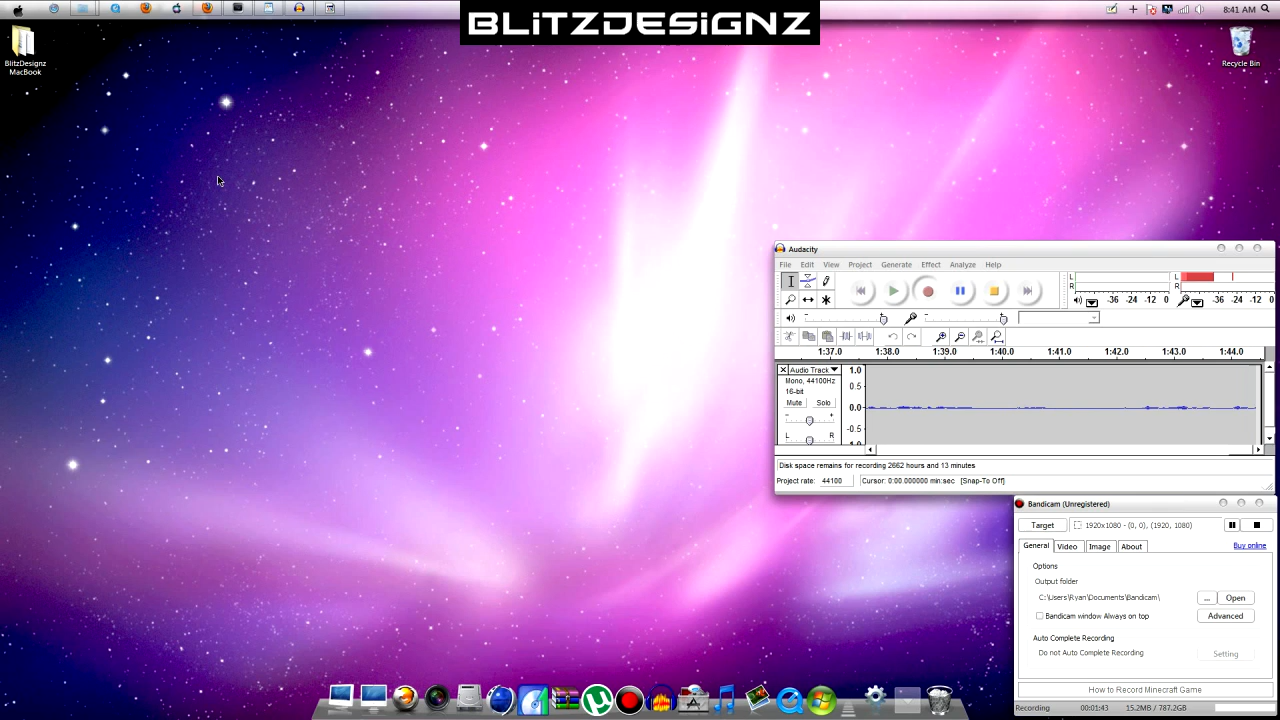 8:41 AM
BLITZDESIGNZ
BlitzDesignz
MacBook
Recycle Bin
Audacity
File Edit View Project Generate Effect Analyze Help
L
R
-36 -24 -12 0
L
R
-36 -24 -12 0
1:37.0 1:38.0 1:39.0 1:40.0 1:41.0 1:42.0 1:43.0 1:44.0
Audio Track
Mono, 44100Hz
16-bit
Mute Solo
- +
L R
1.0
0.5
0.0
-0.5
Disk space remains for recording 2662 hours and 13 minutes
Project rate: 44100 Cursor: 0:00.000000 min:sec [Snap-To Off]
Bandicam (Unregistered)
Target 1920x1080 - (0, 0), (1920, 1080)
General Video Image About Buy online
Options
Output folder
C:\Users\Ryan\Documents\Bandicam\ ... Open
Bandicam window Always on top Advanced
Auto Complete Recording
Do not Auto Complete Recording Setting
How to Record Minecraft Game
Recording 00:01:43 15.2MB / 787.2GB